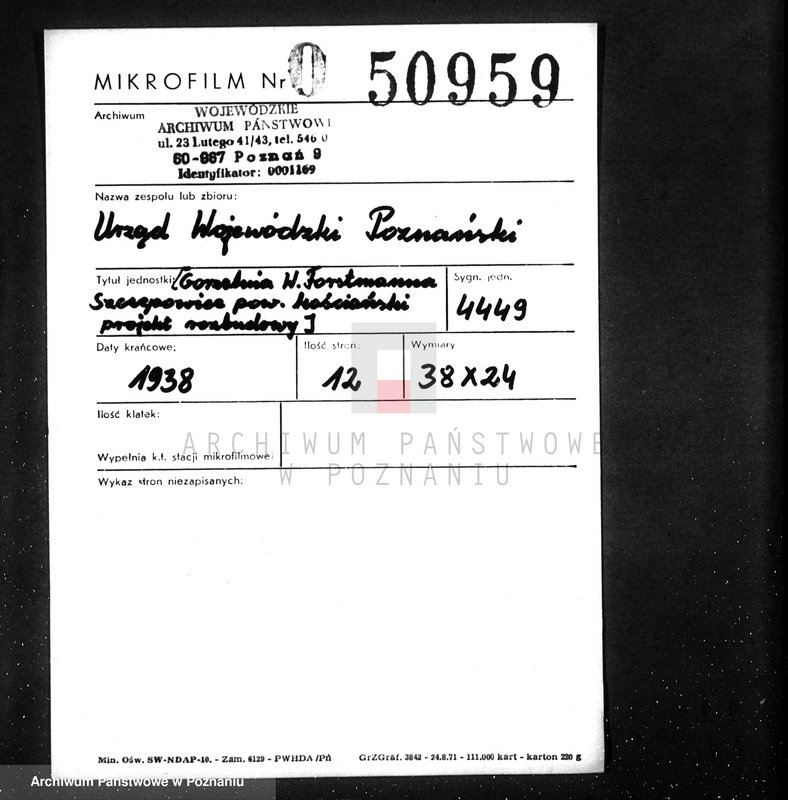 MIKROFILM Nr 0 50959
Archiwum
WOJEWÓDZKIE
ARCHIWUM PAŃSTWOW
ul. 23 Lutego 41/43, tel. 546 0
60-967 Poznań 9
Identyfikator: 0001169
Nazwa zespołu lub zbioru:
Urząd Wojewódzki Poznański
Tytuł jednostki: [Gorzelnia W. Forstmanna
Szczepowice pow. kościański
projekt rozbudowy]
Sygn. jedn.
4449
Daty krańcowe:
1938
Ilość stron:
12
Wymiary
38 X 24
Ilość klatek:
Wypełnia k.t. stacji mikrofilmowej
ARCHIWUM PAŃSTWOWE
W POZNANIU
Wykaz stron niezapisanych:
Min. Ośw. SW-NDAP-10. - Zam. 6129 - PWHDA/Pń GrZGraf. 3842 - 24.8.71 - 111.000 kart - karton 220 g
Archiwum Państwowe w Poznaniu